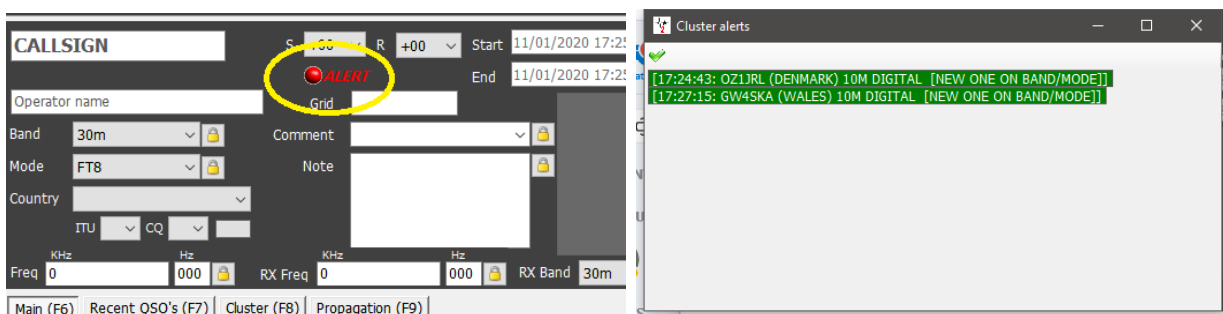 CALLSIGN
S R +00 Start 11/01/2020 17:25
ALERT
End 11/01/2020 17:25
Operator name
Grid
Band 30m
Comment
Mode FT8
Note
Country
ITU CQ
KHz Hz KHz Hz
Freq 0 000 RX Freq 0 000 RX Band 30m
Main (F6) Recent QSO's (F7) Cluster (F8) Propagation (F9)
Cluster alerts
[17:24:43: OZ1JRL (DENMARK) 10M DIGITAL [NEW ONE ON BAND/MODE]]
[17:27:15: GW4SKA (WALES) 10M DIGITAL [NEW ONE ON BAND/MODE]]